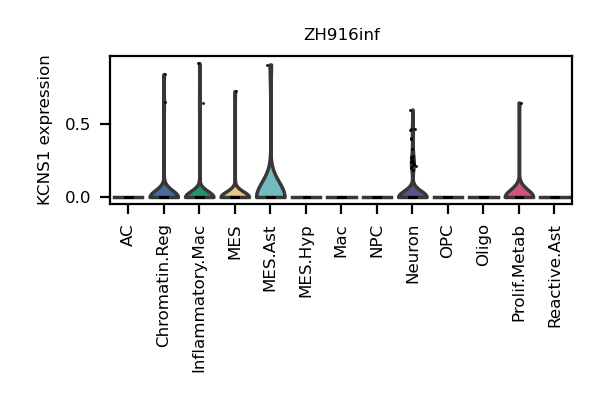 ZH916inf
KCNS1 expression
0.5
0.0
AC
Chromatin.Reg
Inflammatory.Mac
MES
MES.Ast
MES.Hyp
Mac
NPC
Neuron
OPC
Oligo
Prolif.Metab
Reactive.Ast